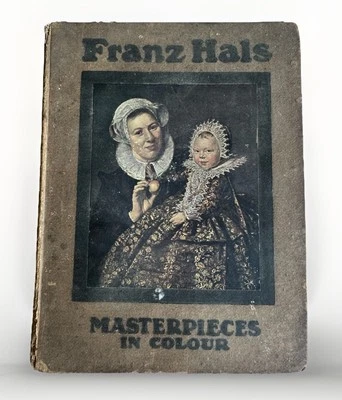 Franz Hals
MASTERPIECES
IN COLOUR